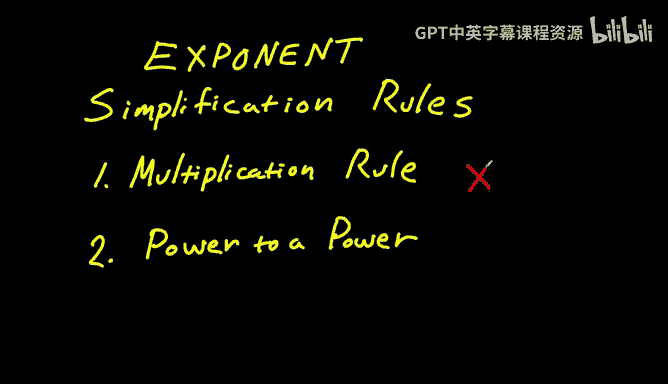 GPT中英字幕课程资源 bilibili
EXPONENT
Simplification Rules
1. Multiplication Rule X
2. Power to a Power